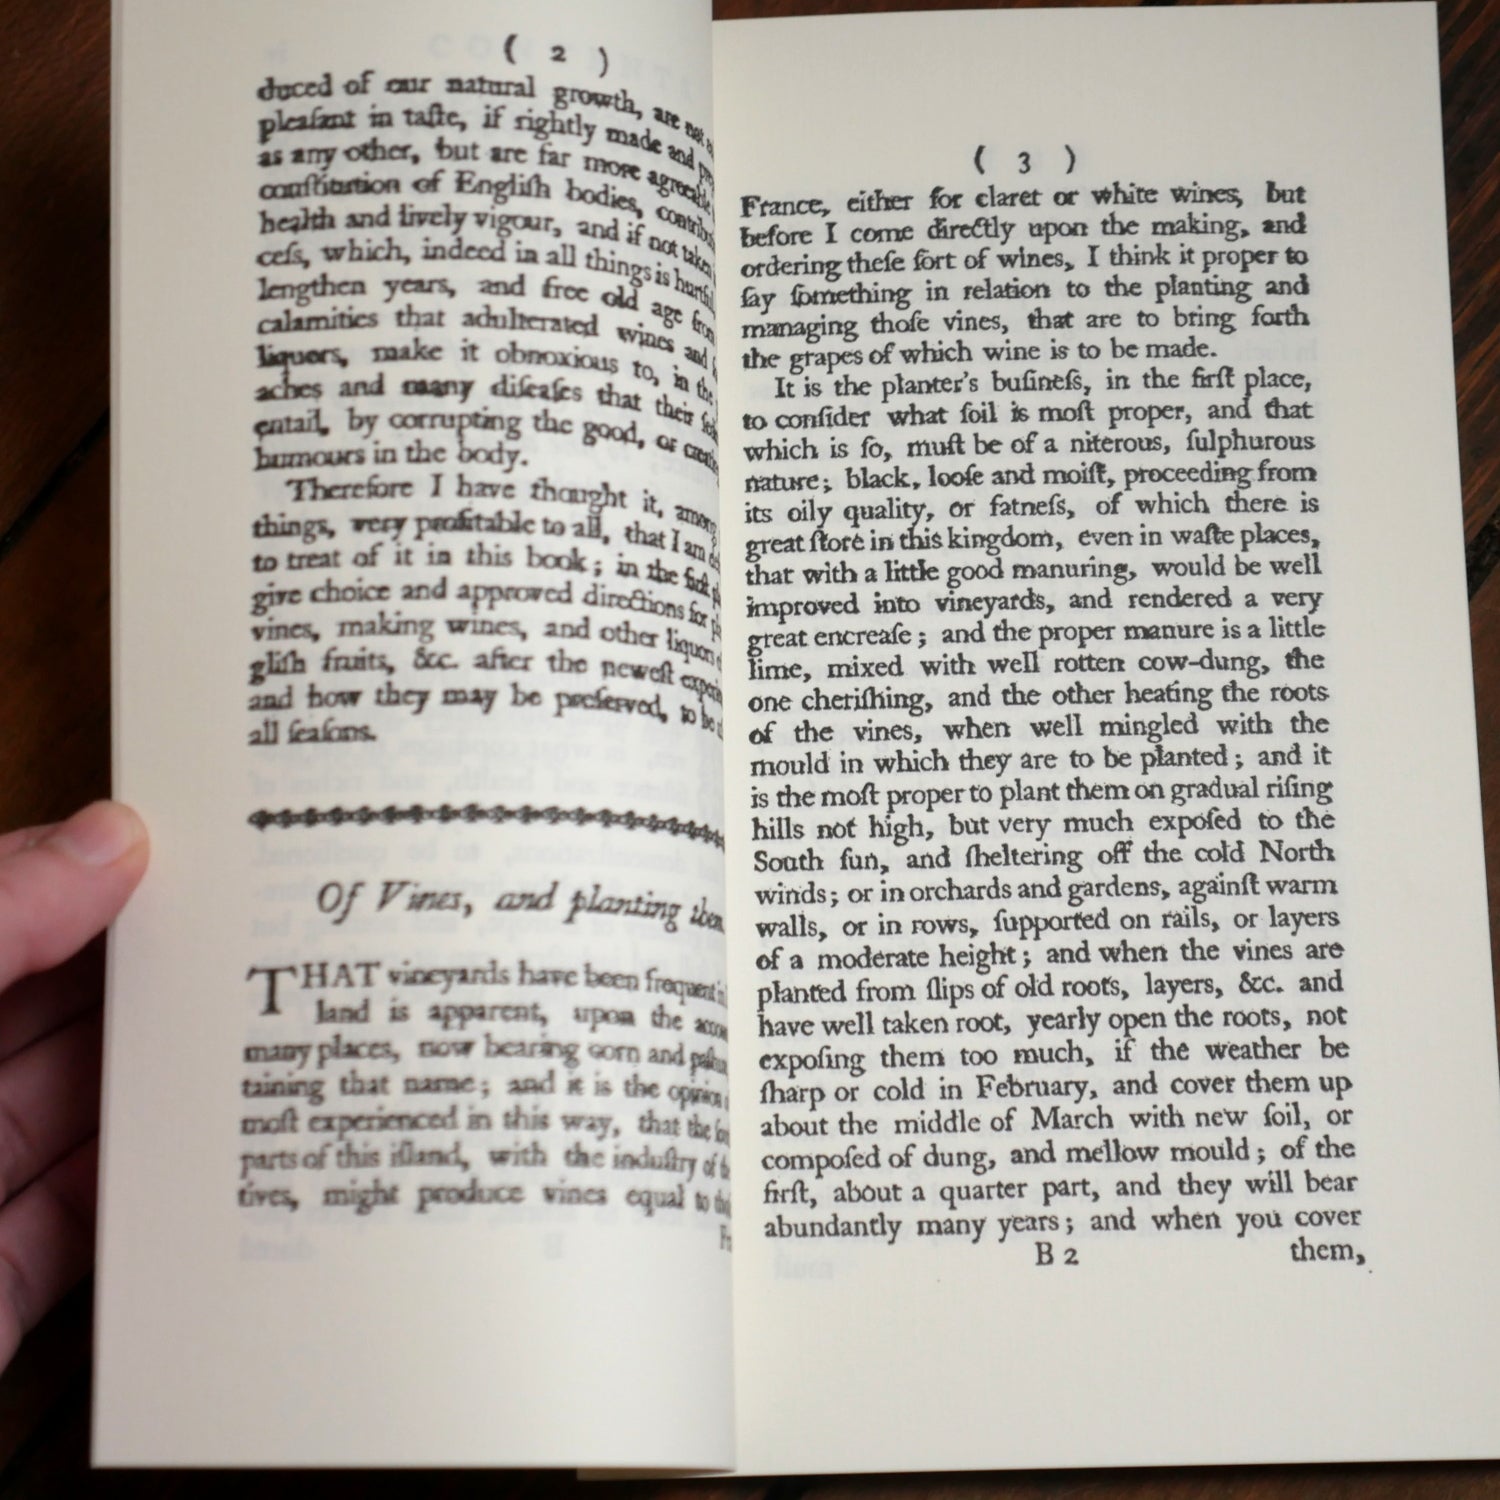 ( 2 )
duced of our natural growth, are not
pleaſant in taſte, if rightly made and
as any other, but are far more agreeable
conſtitution of Engliſh bodies,
health and lively vigour, and if not taken
ceſs, which, indeed in all things is hurtful
lengthen years, and free old age from
calamities that adulterated wines and
liquors, make it obnoxious to, in the
aches and many diſeaſes that their
entail, by corrupting the good, or
humours in the body.
Therefore I have thought it,
things, very profitable to all, that I am
to treat of it in this book; in the firſt
give choice and approved directions for
vines, making wines, and other liquors
gliſh fruits, &c. after the neweſt
and how they may be preſerved, to be
all ſeaſons.
Of Vines, and planting them
THAT vineyards have been frequent in
land is apparent, upon the
many places, now bearing corn and
taining that name; and it is the opinion
moſt experienced in this way, that the
parts of this iſland, with the induſtry of
tives, might produce vines equal to
( 3 )
France, either for claret or white wines, but
before I come directly upon the making, and
ordering theſe ſort of wines, I think it proper to
ſay ſomething in relation to the planting and
managing thoſe vines, that are to bring forth
the grapes of which wine is to be made.
It is the planter's buſineſs, in the firſt place,
to conſider what ſoil is moſt proper, and that
which is ſo, muſt be of a niterous, ſulphurous
nature; black, looſe and moiſt, proceeding from
its oily quality, or fatneſs, of which there is
great ſtore in this kingdom, even in waſte places,
that with a little good manuring, would be well
improved into vineyards, and rendered a very
great encreaſe; and the proper manure is a little
lime, mixed with well rotten cow-dung, the
one cheriſhing, and the other heating the roots
of the vines, when well mingled with the
mould in which they are to be planted; and it
is the moſt proper to plant them on gradual riſing
hills not high, but very much expoſed to the
South ſun, and ſheltering off the cold North
winds; or in orchards and gardens, againſt warm
walls, or in rows, ſupported on rails, or layers
of a moderate height; and when the vines are
planted from ſlips of old roots, layers, &c. and
have well taken root, yearly open the roots, not
expoſing them too much, if the weather be
ſharp or cold in February, and cover them up
about the middle of March with new ſoil, or
compoſed of dung, and mellow mould; of the
firſt, about a quarter part, and they will bear
abundantly many years; and when you cover
B 2 them,